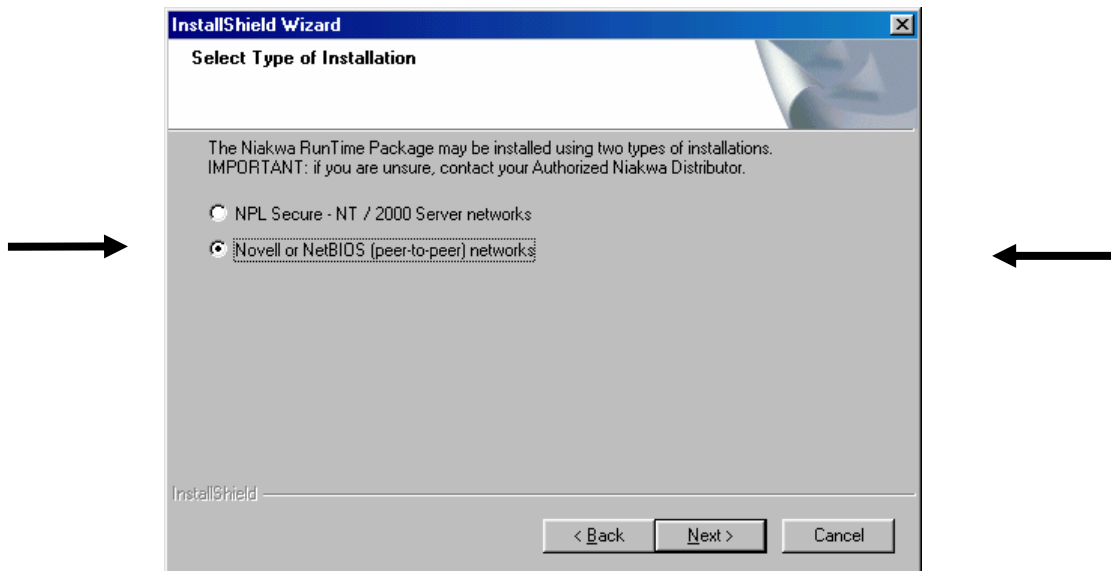 InstallShield Wizard
Select Type of Installation
The Niakwa RunTime Package may be installed using two types of installations.
IMPORTANT: if you are unsure, contact your Authorized Niakwa Distributor.
NPL Secure - NT / 2000 Server networks
Novell or NetBIOS (peer-to-peer) networks
InstallShield
< Back Next > Cancel